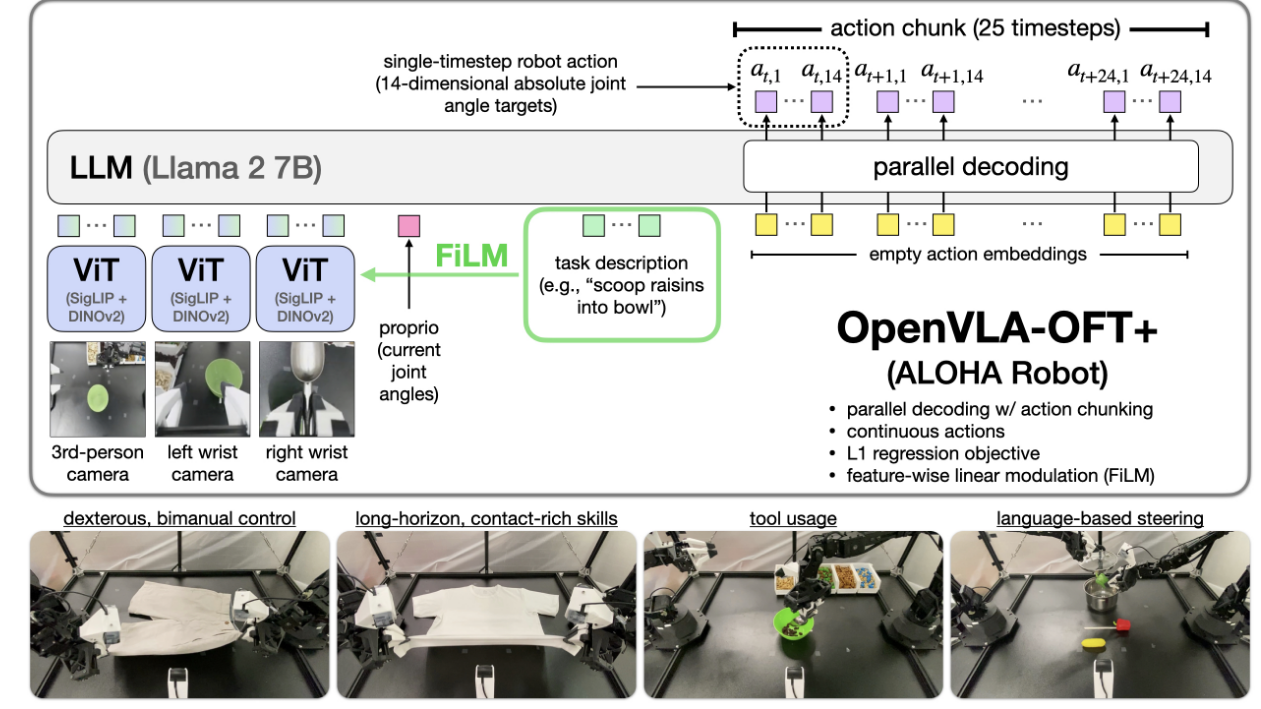 action chunk (25 timesteps)
single-timestep robot action
(14-dimensional absolute joint
angle targets)
a_{t,1} ... a_{t,14} a_{t+1,1} ... a_{t+1,14} ... a_{t+24,1} a_{t+24,14}
... ... ... ...
LLM (Llama 2 7B)
parallel decoding
... ... ... ... ... ... ... ...
ViT ViT ViT
(SigLIP + (SigLIP + (SigLIP +
DINOv2) DINOv2) DINOv2)
FiLM
task description
(e.g., “scoop raisins
into bowl”)
empty action embeddings
proprio
(current
joint
angles)
3rd-person
camera
left wrist
camera
right wrist
camera
OpenVLA-OFT+
(ALOHA Robot)
• parallel decoding w/ action chunking
• continuous actions
• L1 regression objective
• feature-wise linear modulation (FiLM)
dexterous, bimanual control
long-horizon, contact-rich skills
tool usage
language-based steering